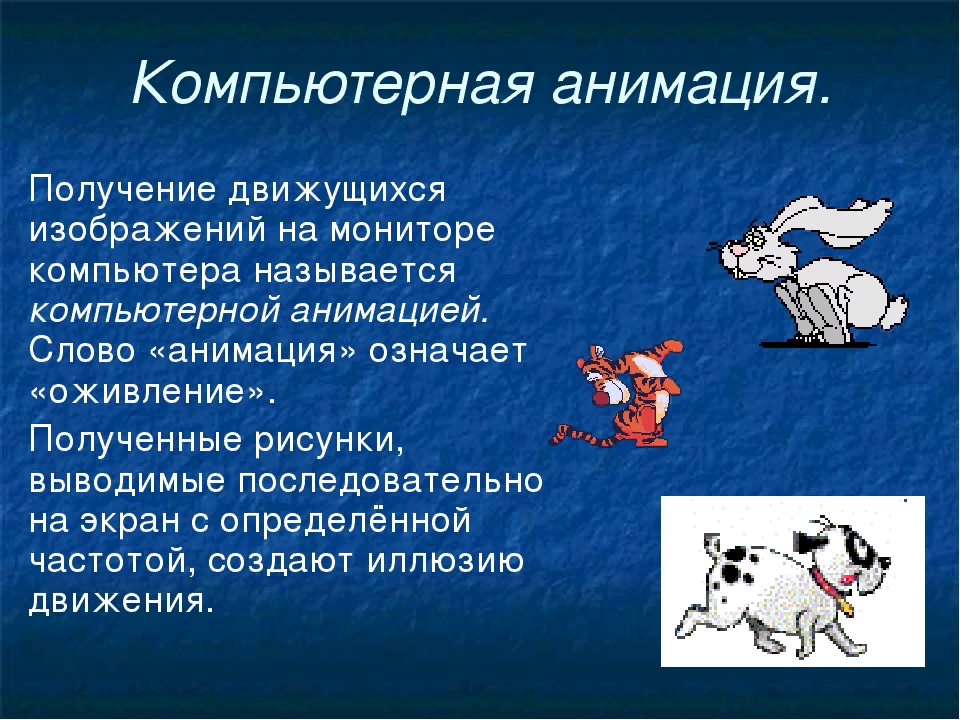 Компьютерная анимация.
Получение движущихся
изображений на мониторе
компьютера называется
компьютерной анимацией.
Слово «анимация» означает
«оживление».
Полученные рисунки,
выводимые последовательно
на экран с определённой
частотой, создают иллюзию
движения.